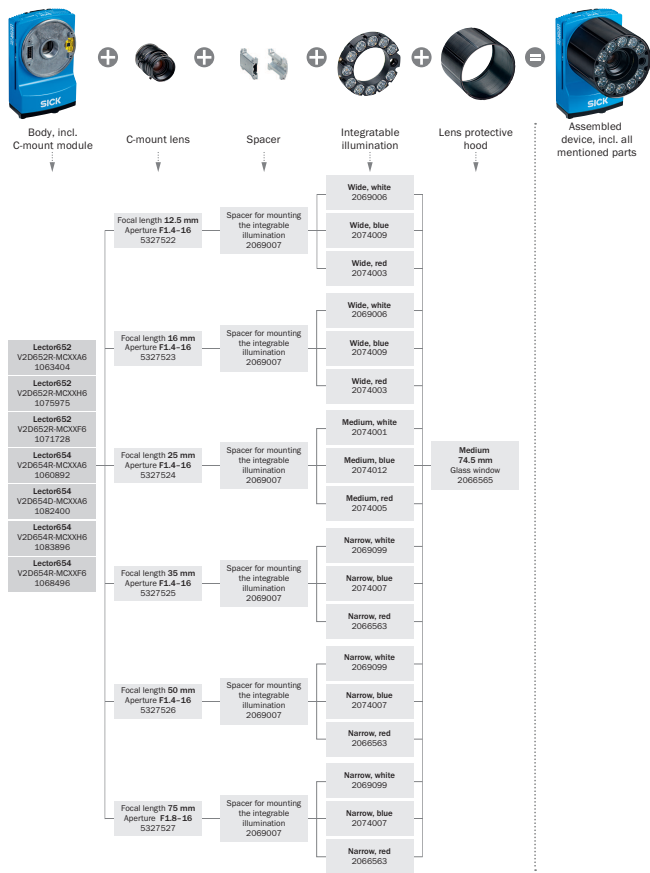 SICK
SICK
Body, incl.
C-mount module
C-mount lens
Spacer
Integratable
illumination
Lens protective
hood
Assembled
device, incl. all
mentioned parts
Lector652
V2D652R-MCXXA6
1063404
Lector652
V2D652R-MCXXH6
1075975
Lector652
V2D652R-MCXXF6
1071728
Lector654
V2D654R-MCXXA6
1060892
Lector654
V2D654D-MCXXA6
1082400
Lector654
V2D654R-MCXXH6
1083896
Lector654
V2D654R-MCXXF6
1068496
Focal length 12.5 mm
Aperture F1.4–16
5327522
Spacer for mounting
the integrable
illumination
2069007
Wide, white
2069006
Wide, blue
2074009
Wide, red
2074003
Focal length 16 mm
Aperture F1.4–16
5327523
Spacer for mounting
the integrable
illumination
2069007
Wide, white
2069006
Wide, blue
2074009
Wide, red
2074003
Focal length 25 mm
Aperture F1.4–16
5327524
Spacer for mounting
the integrable
illumination
2069007
Medium, white
2074001
Medium, blue
2074012
Medium, red
2074005
Focal length 35 mm
Aperture F1.4–16
5327525
Spacer for mounting
the integrable
illumination
2069007
Narrow, white
2069099
Narrow, blue
2074007
Narrow, red
2066563
Focal length 50 mm
Aperture F1.4–16
5327526
Spacer for mounting
the integrable
illumination
2069007
Narrow, white
2069099
Narrow, blue
2074007
Narrow, red
2066563
Focal length 75 mm
Aperture F1.8–16
5327527
Spacer for mounting
the integrable
illumination
2069007
Narrow, white
2069099
Narrow, blue
2074007
Narrow, red
2066563
Medium
74.5 mm
Glass window
2066565